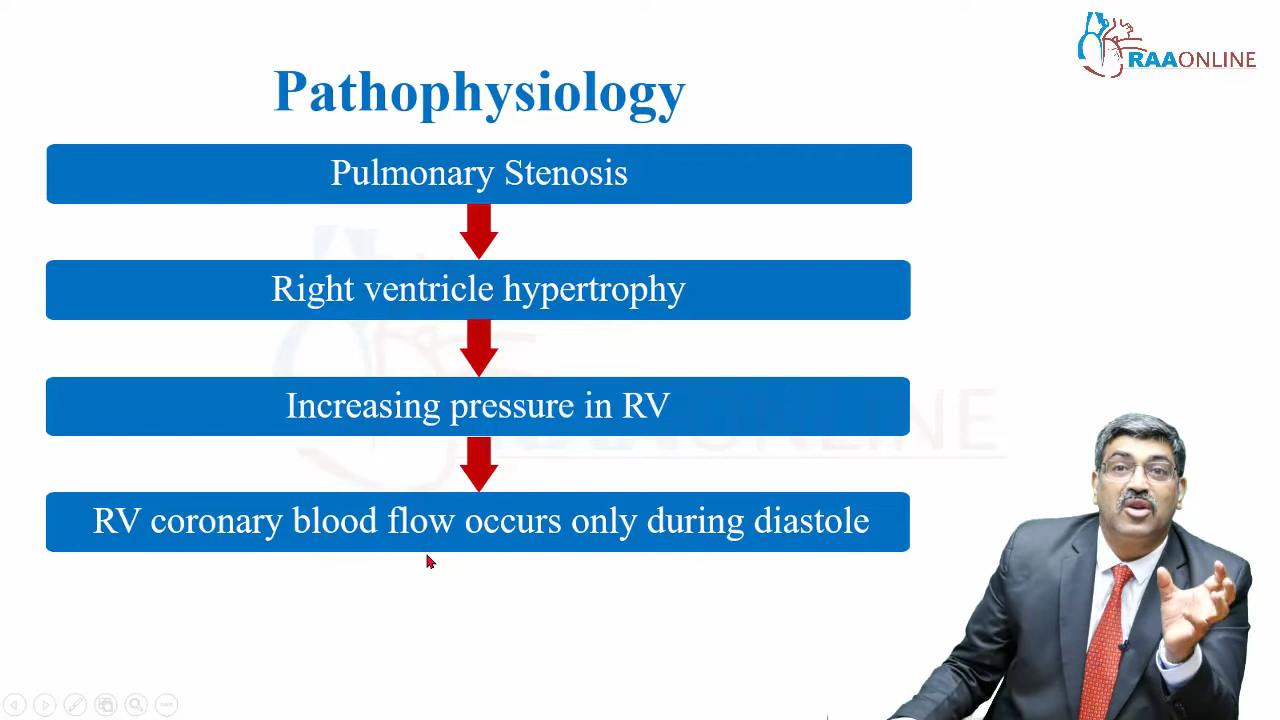 RAAONLINE
Pathophysiology
Pulmonary Stenosis
Right ventricle hypertrophy
Increasing pressure in RV
RV coronary blood flow occurs only during diastole